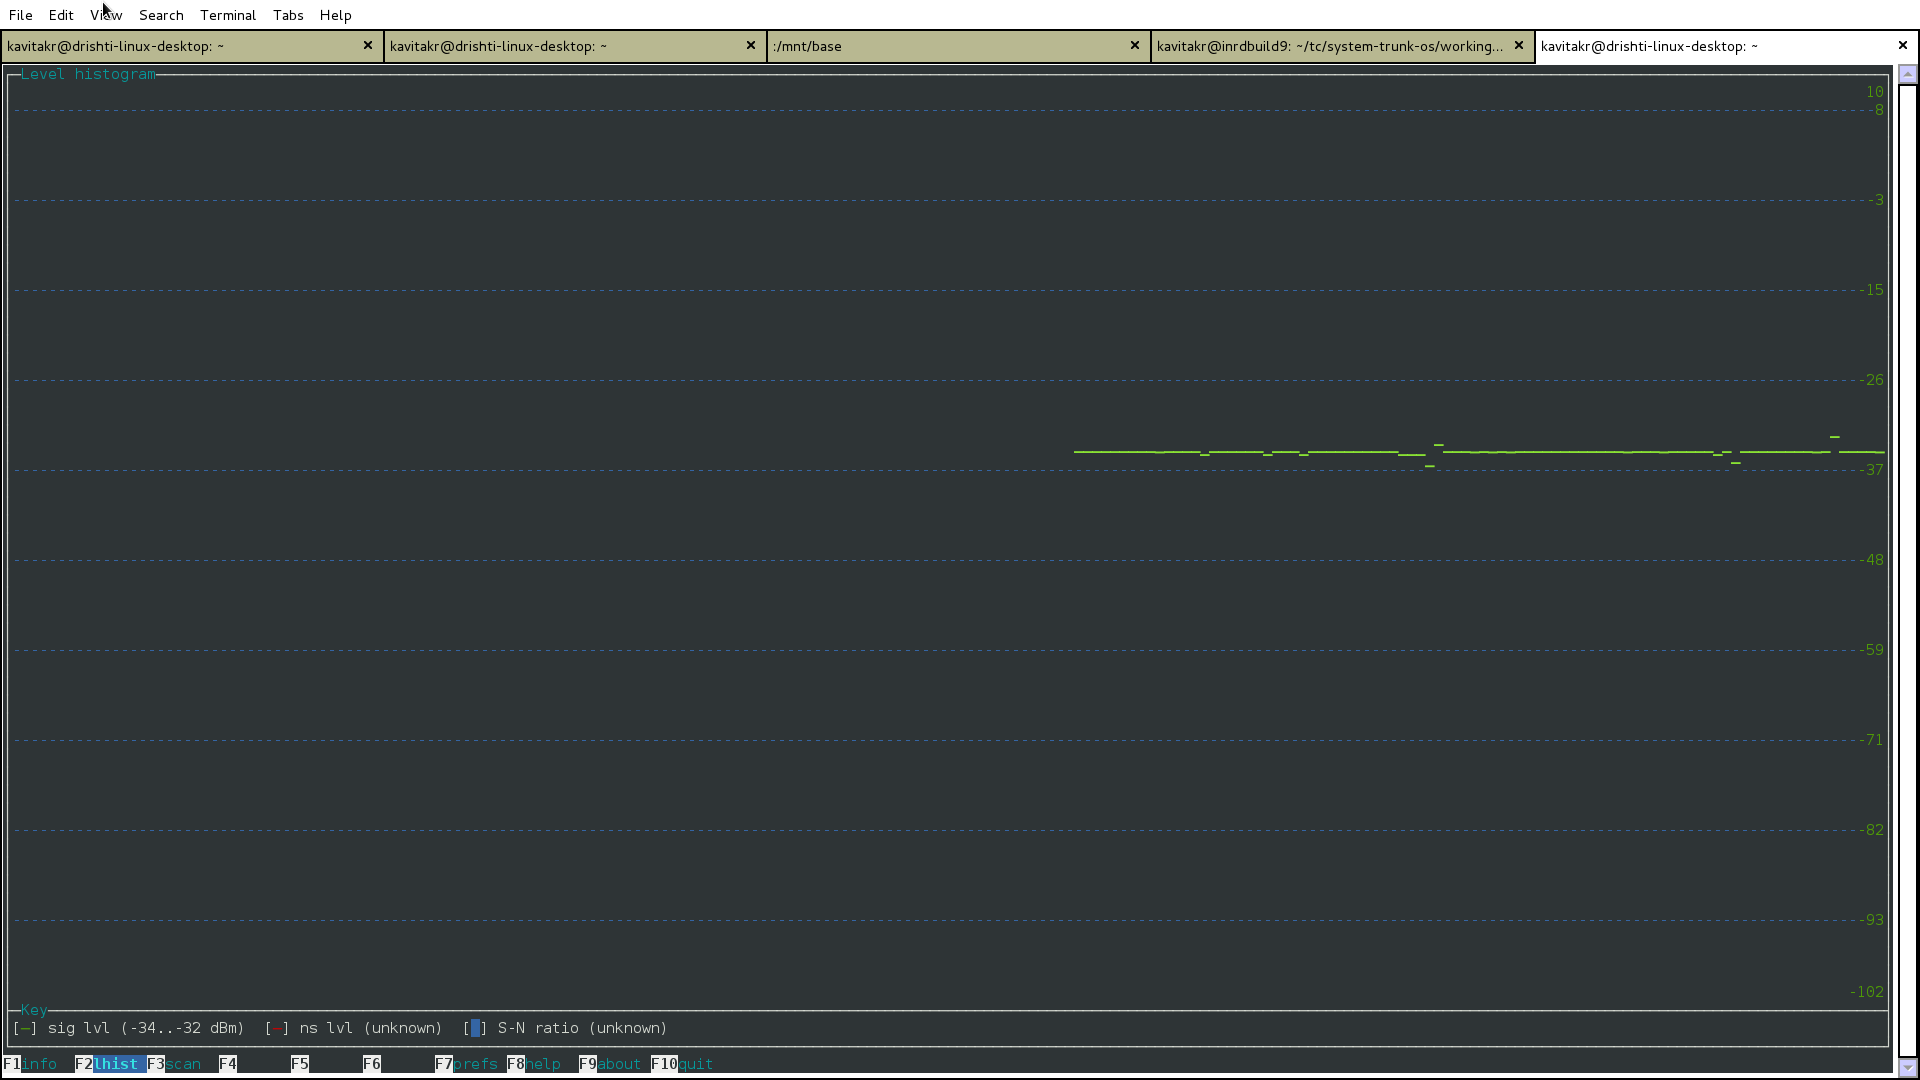 File Edit View Search Terminal Tabs Help
kavitakr@drishti-linux-desktop: ~ × kavitakr@drishti-linux-desktop: ~ × :/mnt/base × kavitakr@inrdbuild9: ~/tc/system-trunk-os/working... × kavitakr@drishti-linux-desktop: ~ ×
Level histogram
10
8
-3
-15
-26
-37
-48
-59
-71
-82
-93
-102
Key
[–] sig lvl (-34..-32 dBm) [–] ns lvl (unknown) [ ] S-N ratio (unknown)
F1info F2lhist F3scan F4 F5 F6 F7prefs F8help F9about F10quit